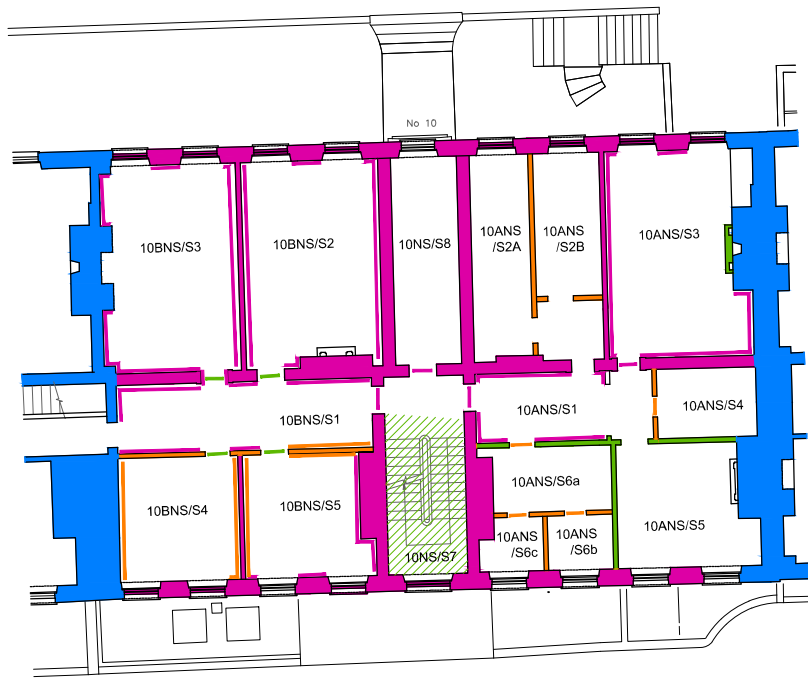 No 10
10BNS/S3
10BNS/S2
10NS/S8
10ANS
/S2A
10ANS
/S2B
10ANS/S3
10BNS/S1
10ANS/S1
10ANS/S4
10BNS/S4
10BNS/S5
10NS/S7
10ANS/S6a
10ANS
/S6c
10ANS
/S6b
10ANS/S5